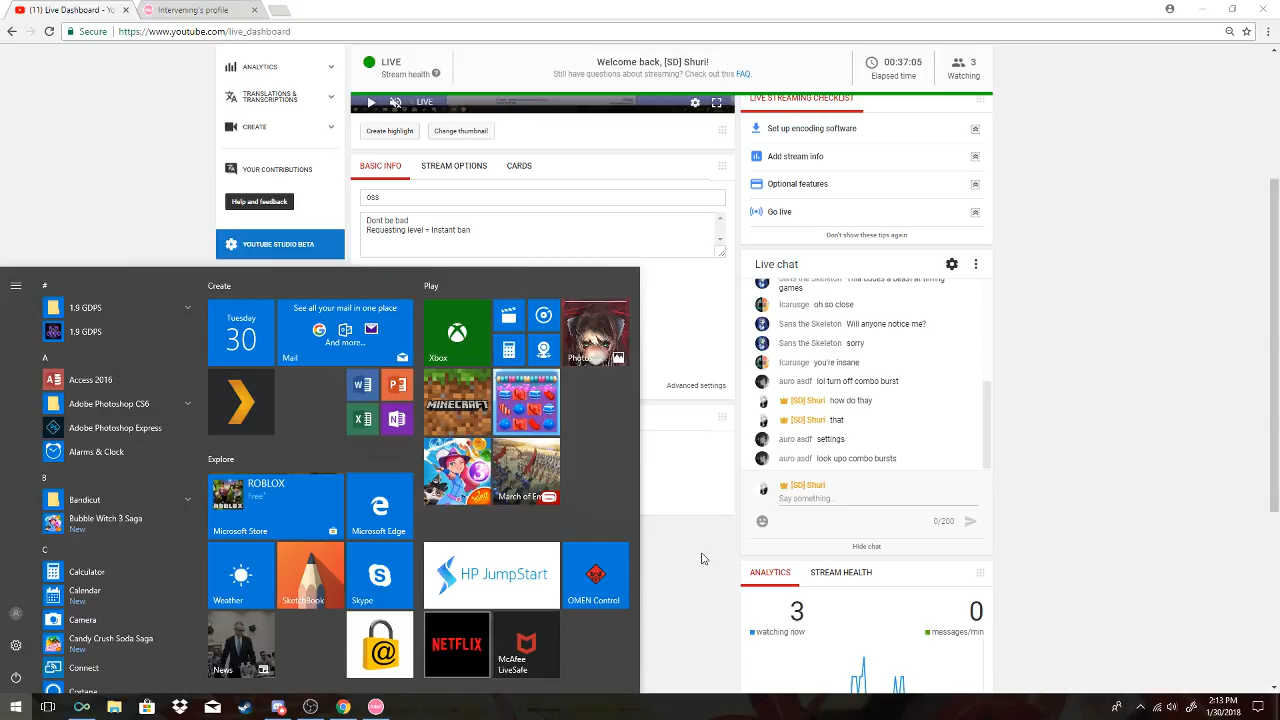 (11) Live Dashboard - Yo
Intervening's profile
Secure
https://www.youtube.com/live_dashboard
ANALYTICS
TRANSLATIONS &
TRANSCRIPTIONS
CREATE
YOUR CONTRIBUTIONS
Help and feedback
YOUTUBE STUDIO BETA
LIVE
Stream health
Welcome back, [SD] Shuri!
Still have questions about streaming? Check out this FAQ.
00:37:05
Elapsed time
3
Watching
LIVE
Create highlight
Change thumbnail
BASIC INFO
STREAM OPTIONS
CARDS
oss
Dont be bad
Requesting level = Instant ban
Advanced settings
LIVE STREAMING CHECKLIST
Set up encoding software
Add stream info
Optional features
Go live
Don't show these tips again
Live chat
Sans the Skeleton This dudes a beast at timing
games
Icarusge oh so close
Sans the Skeleton Will anyone notice me?
Sans the Skeleton sorry
Icarusge you're insane
auro asdf lol turn off combo burst
[SD] Shuri how do thay
[SD] Shuri that
auro asdf settings
auro asdf look upo combo bursts
[SD] Shuri
Say something...
0/200
Hide chat
ANALYTICS
STREAM HEALTH
3
watching now
0
messages/min
#
1.9 GDPS
1.9 GDPS
A
Access 2016
Adobe Photoshop CS6
Adobe Photoshop Express
Alarms & Clock
B
Bandicut
Bubble Witch 3 Saga
New
C
Calculator
Calendar
New
Camera
Candy Crush Soda Saga
New
Connect
Cortana
Create
Tuesday
30
See all your mail in one place
And more...
Mail
Explore
ROBLOX
Free*
Microsoft Store
Microsoft Edge
Weather
SketchBook
Skype
News
Play
Xbox
Photos
MINECRAFT
March of Em
HP JumpStart
OMEN Control
NETFLIX
McAfee
LiveSafe
2:13 PM
1/30/2018